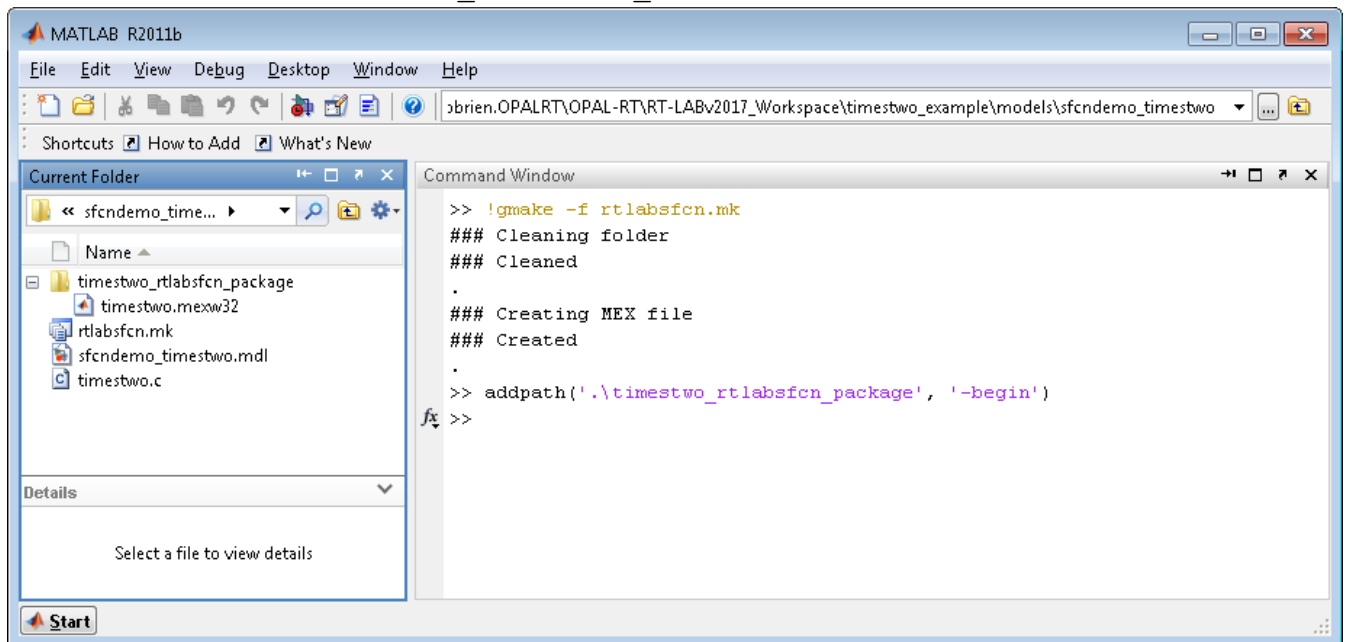 MATLAB R2011b
File Edit View Debug Desktop Window Help
obrien.OPALRT\OPAL-RT\RT-LABv2017_Workspace\timestwo_example\models\sfcndemo_timestwo ...
Shortcuts How to Add What's New
Current Folder
« sfcndemo_time...
Name
timestwo_rtlabsfcn_package
timestwo.mexw32
rtlabsfcn.mk
sfcndemo_timestwo.mdl
timestwo.c
Details
Select a file to view details
Command Window
>> !gmake -f rtlabsfcn.mk
### Cleaning folder
### Cleaned
.
### Creating MEX file
### Created
.
>> addpath('.\timestwo_rtlabsfcn_package', '-begin')
fx >>
Start